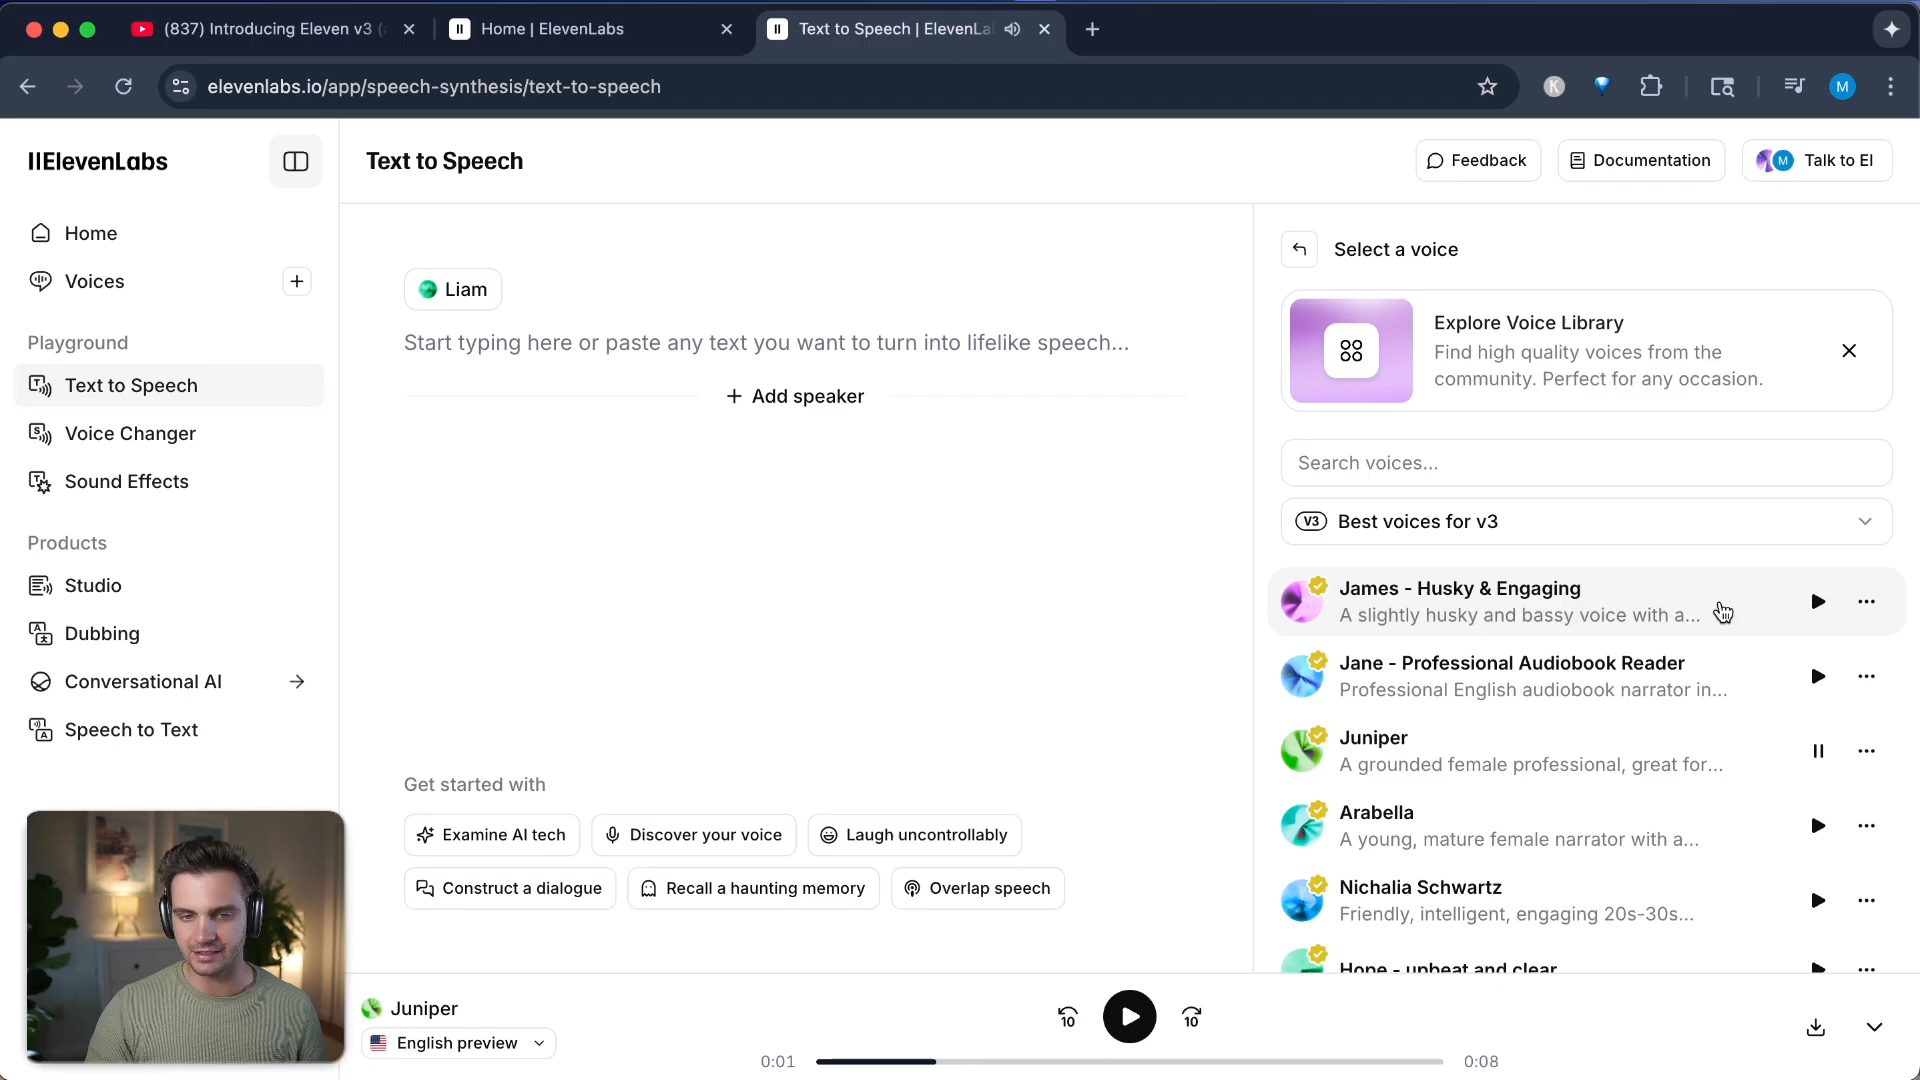 (837) Introducing Eleven v3 (
Home | ElevenLabs
Text to Speech | ElevenLa
elevenlabs.io/app/speech-synthesis/text-to-speech
K
M
IIElevenLabs
Text to Speech
Feedback
Documentation
M
Talk to El
Home
Voices
Playground
Text to Speech
Voice Changer
Sound Effects
Products
Studio
Dubbing
Conversational AI
Speech to Text
Liam
Start typing here or paste any text you want to turn into lifelike speech...
+ Add speaker
Get started with
Examine AI tech
Discover your voice
Laugh uncontrollably
Construct a dialogue
Recall a haunting memory
Overlap speech
Select a voice
Explore Voice Library
Find high quality voices from the
community. Perfect for any occasion.
Search voices...
V3 Best voices for v3
James - Husky & Engaging
A slightly husky and bassy voice with a...
Jane - Professional Audiobook Reader
Professional English audiobook narrator in...
Juniper
A grounded female professional, great for...
Arabella
A young, mature female narrator with a...
Nichalia Schwartz
Friendly, intelligent, engaging 20s-30s...
Hope - upbeat and clear
Juniper
English preview
10
10
0:01
0:08